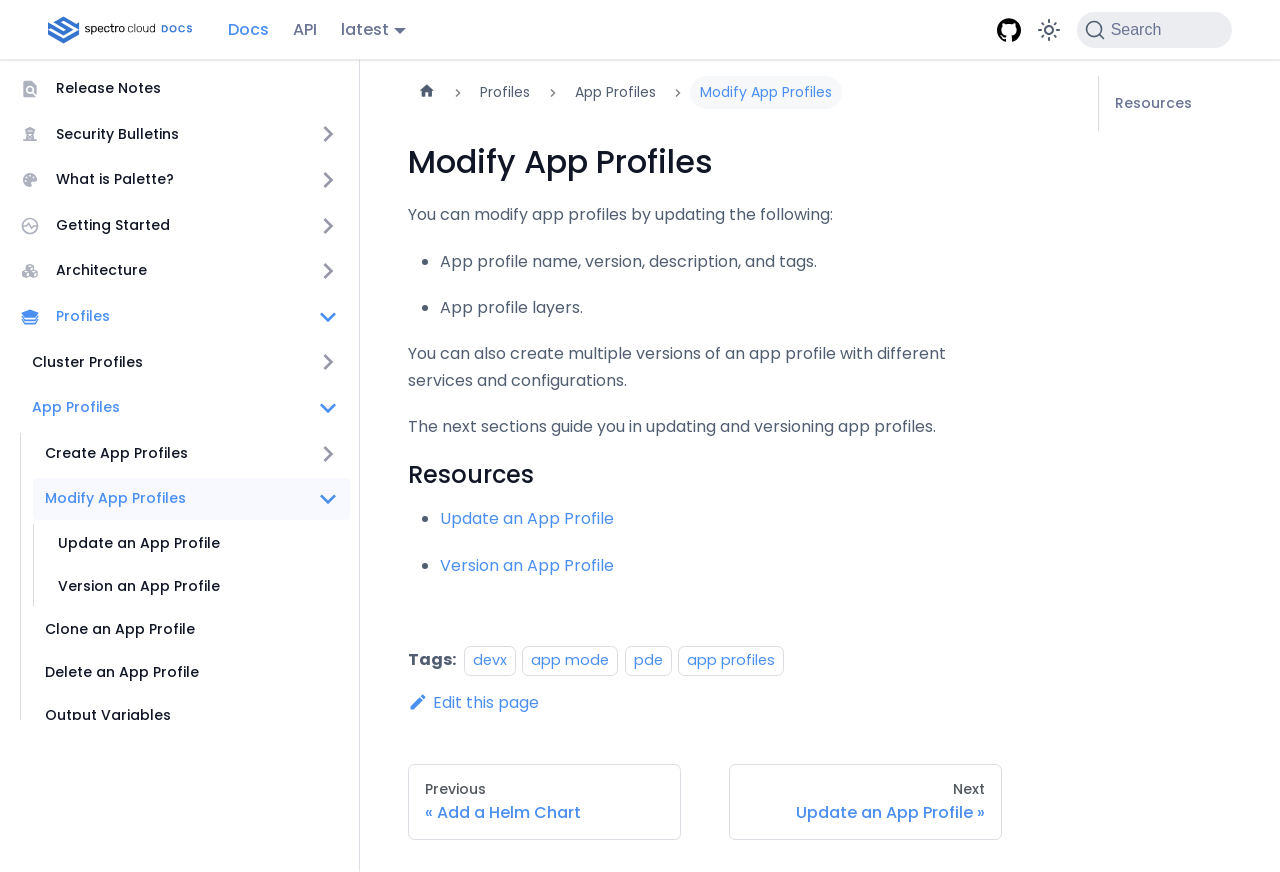 spectro cloud DOCS
Docs
API
latest
Search
Release Notes
Security Bulletins
What is Palette?
Getting Started
Architecture
Profiles
Cluster Profiles
App Profiles
Create App Profiles
Modify App Profiles
Update an App Profile
Version an App Profile
Clone an App Profile
Delete an App Profile
Output Variables
Profiles
App Profiles
Modify App Profiles
Modify App Profiles
You can modify app profiles by updating the following:
App profile name, version, description, and tags.
App profile layers.
You can also create multiple versions of an app profile with different
services and configurations.
The next sections guide you in updating and versioning app profiles.
Resources
Update an App Profile
Version an App Profile
Tags: devx app mode pde app profiles
Edit this page
Previous
« Add a Helm Chart
Next
Update an App Profile »
Resources